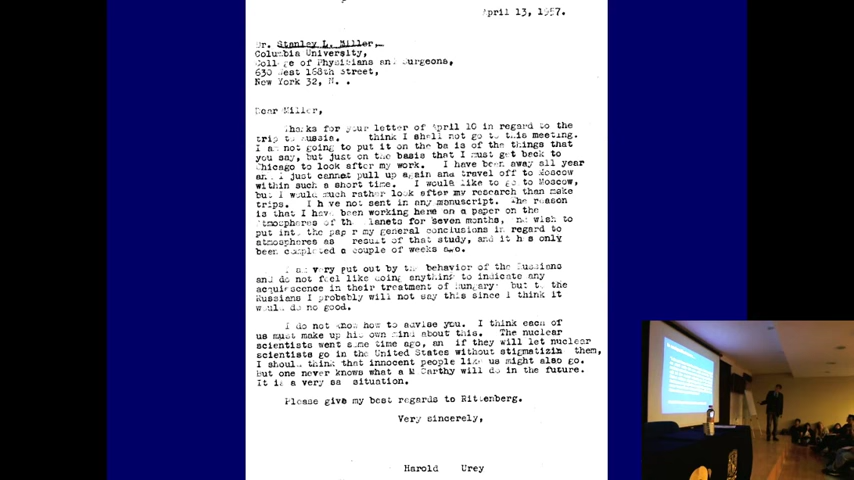 April 13, 1957.
Dr. Stanley L. Miller,
Columbia University,
College of Physicians and Surgeons,
630 West 168th Street,
New York 32, N. .
Dear Miller,
Thanks for your letter of April 10 in regard to the
trip to Russia. think I shall not go to this meeting.
I am not going to put it on the ba is of the things that
you say, but just on the basis that I must get back to
Chicago to look after my work. I have been away all year
and I just cannot pull up again and travel off to Moscow
within such a short time. I would like to go to Moscow,
but I would much rather look after my research than make
trips. I h ve not sent in any manuscript. The reason
is that I have been working here on a paper on the
atmospheres of th lanets for seven months, and wish to
put into the pap r my general conclusions in regard to
atmospheres as result of that study, and it h s only
been completed a couple of weeks ago.
I am very put out by the behavior of the Russians
and do not feel like doing anything to indicate any
acquiescence in their treatment of Hungary but to the
Russians I probably will not say this since I think it
would do no good.
I do not know how to advise you. I think each of
us must make up his own mind about this. The nuclear
scientists went some time ago, an if they will let nuclear
scientists go in the United States without stigmatizin them,
I should think that innocent people like us might also go.
But one never knows what a M Carthy will do in the future.
It is a very sa situation.
Please give my best regards to Rittenberg.
Very sincerely,
Harold Urey